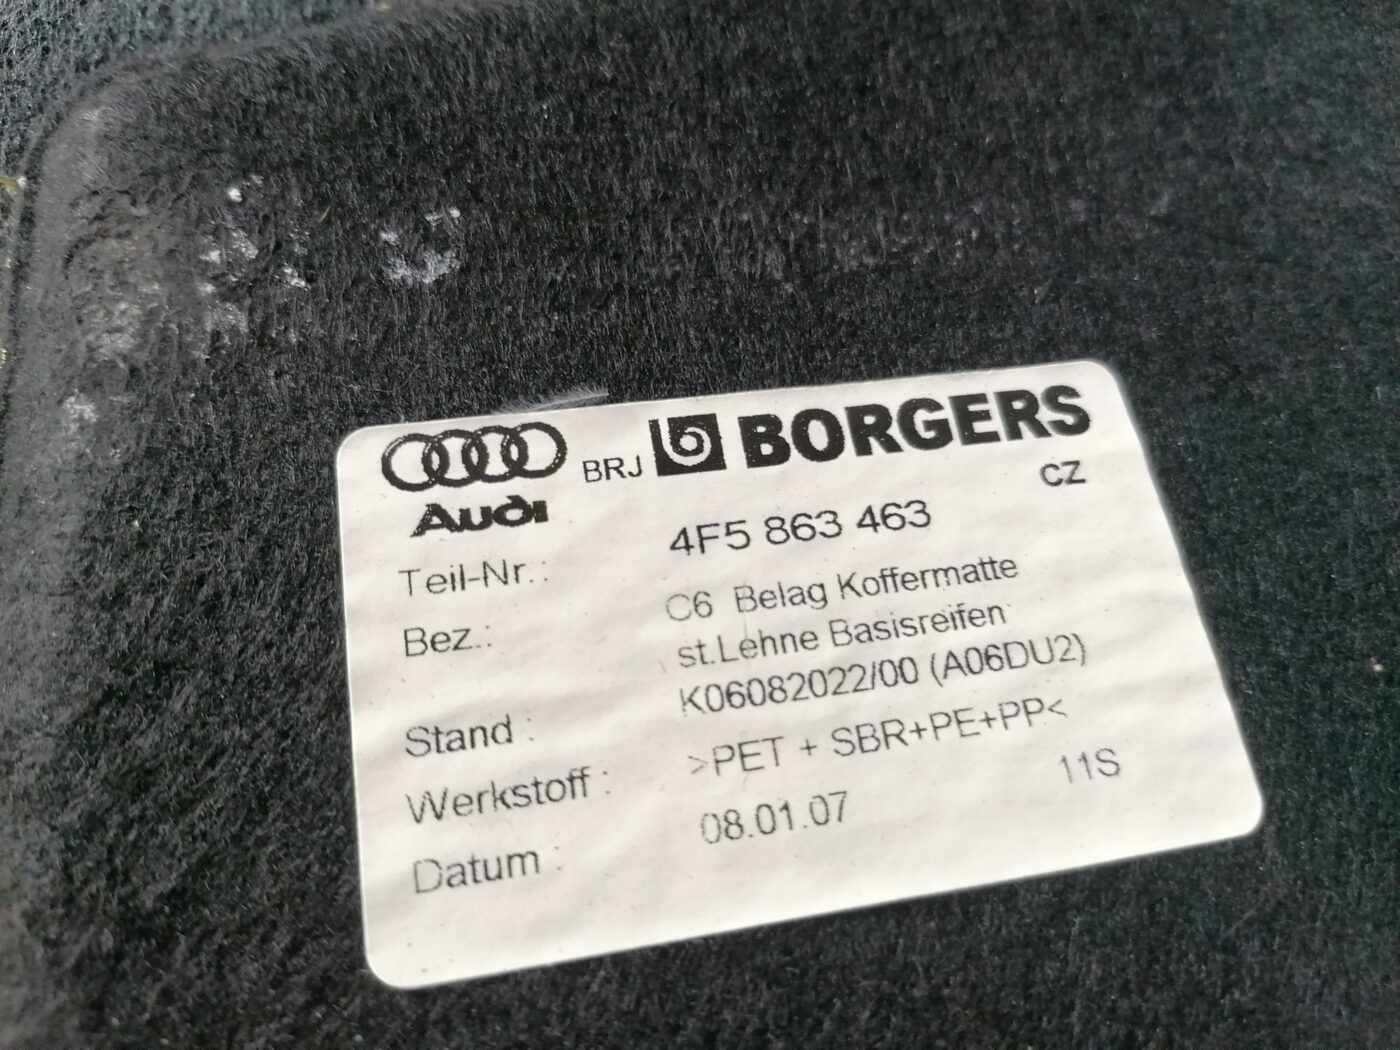 Audi BRJ BORGERS
CZ
Teil-Nr.: 4F5 863 463
Bez.: C6 Belag Koffermatte
st.Lehne Basisreifen
Stand : K06082022/00 (A06DU2)
Werkstoff : >PET + SBR+PE+PP<
Datum : 08.01.07 11S